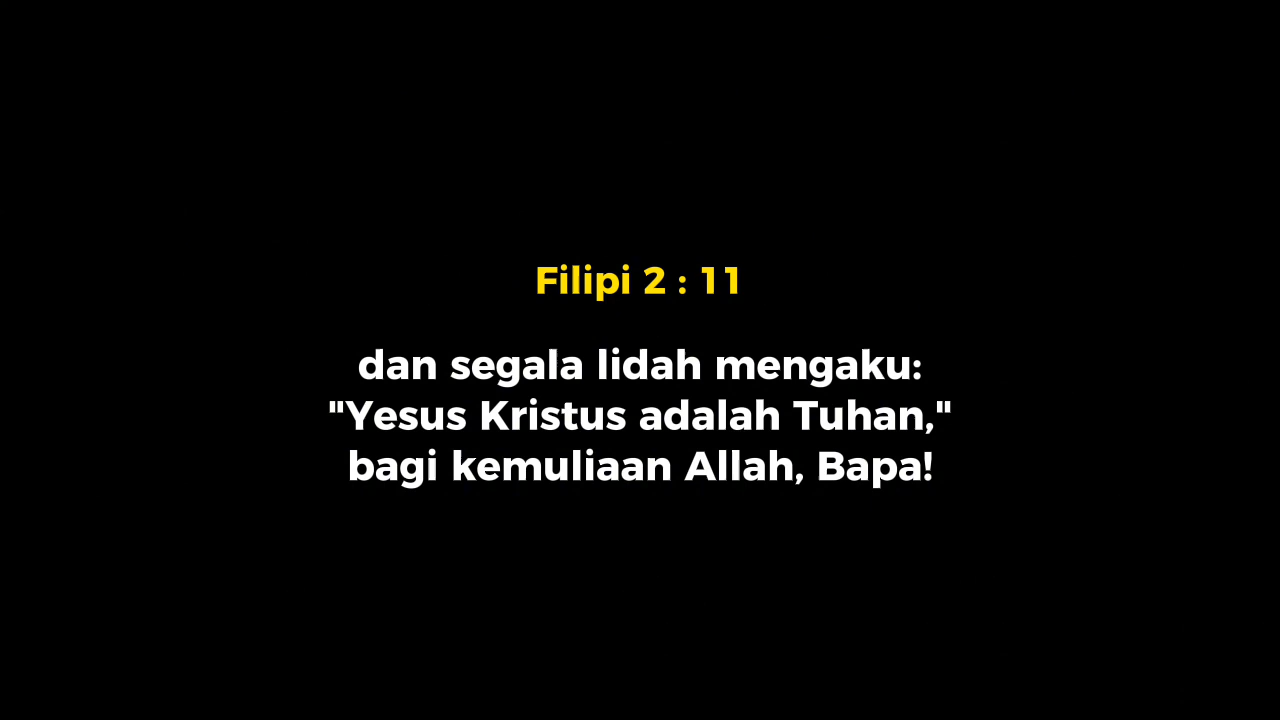 Filipi 2 : 11
dan segala lidah mengaku:
"Yesus Kristus adalah Tuhan,"
bagi kemuliaan Allah, Bapa!